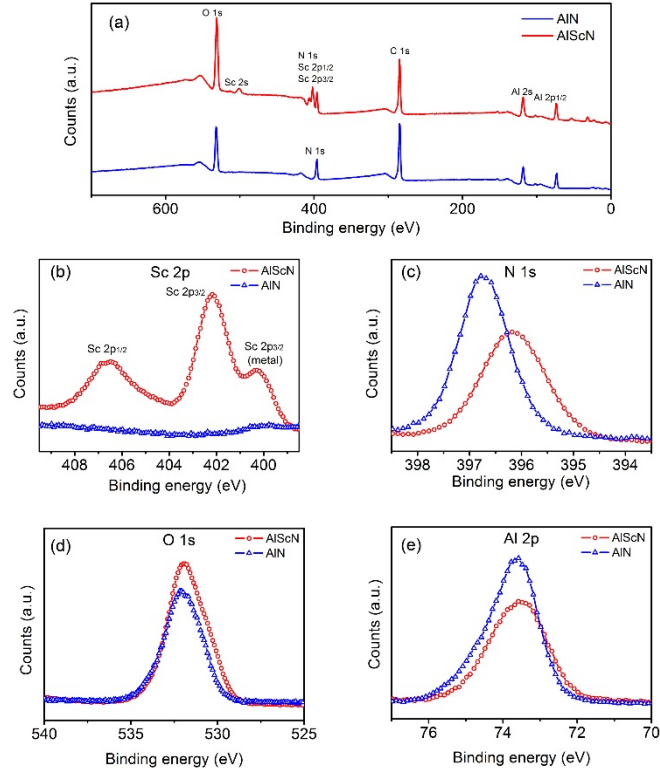 (a)
AlN
AlScN
O 1s
Sc 2s
N 1s
Sc 2p1/2
Sc 2p3/2
C 1s
Al 2s
Al 2p1/2
N 1s
Counts (a.u.)
600 400 200 0
Binding energy (eV)
(b) Sc 2p
AlScN
AlN
Sc 2p3/2
Sc 2p1/2
Sc 2p3/2
(metal)
Counts (a.u.)
408 406 404 402 400
Binding energy (eV)
(c) N 1s
AlScN
AlN
Counts (a.u.)
398 397 396 395 394
Binding energy (eV)
(d) O 1s
AlScN
AlN
Counts (a.u.)
540 535 530 525
Binding energy (eV)
(e) Al 2p
AlScN
AlN
Counts (a.u.)
76 74 72 70
Binding energy (eV)